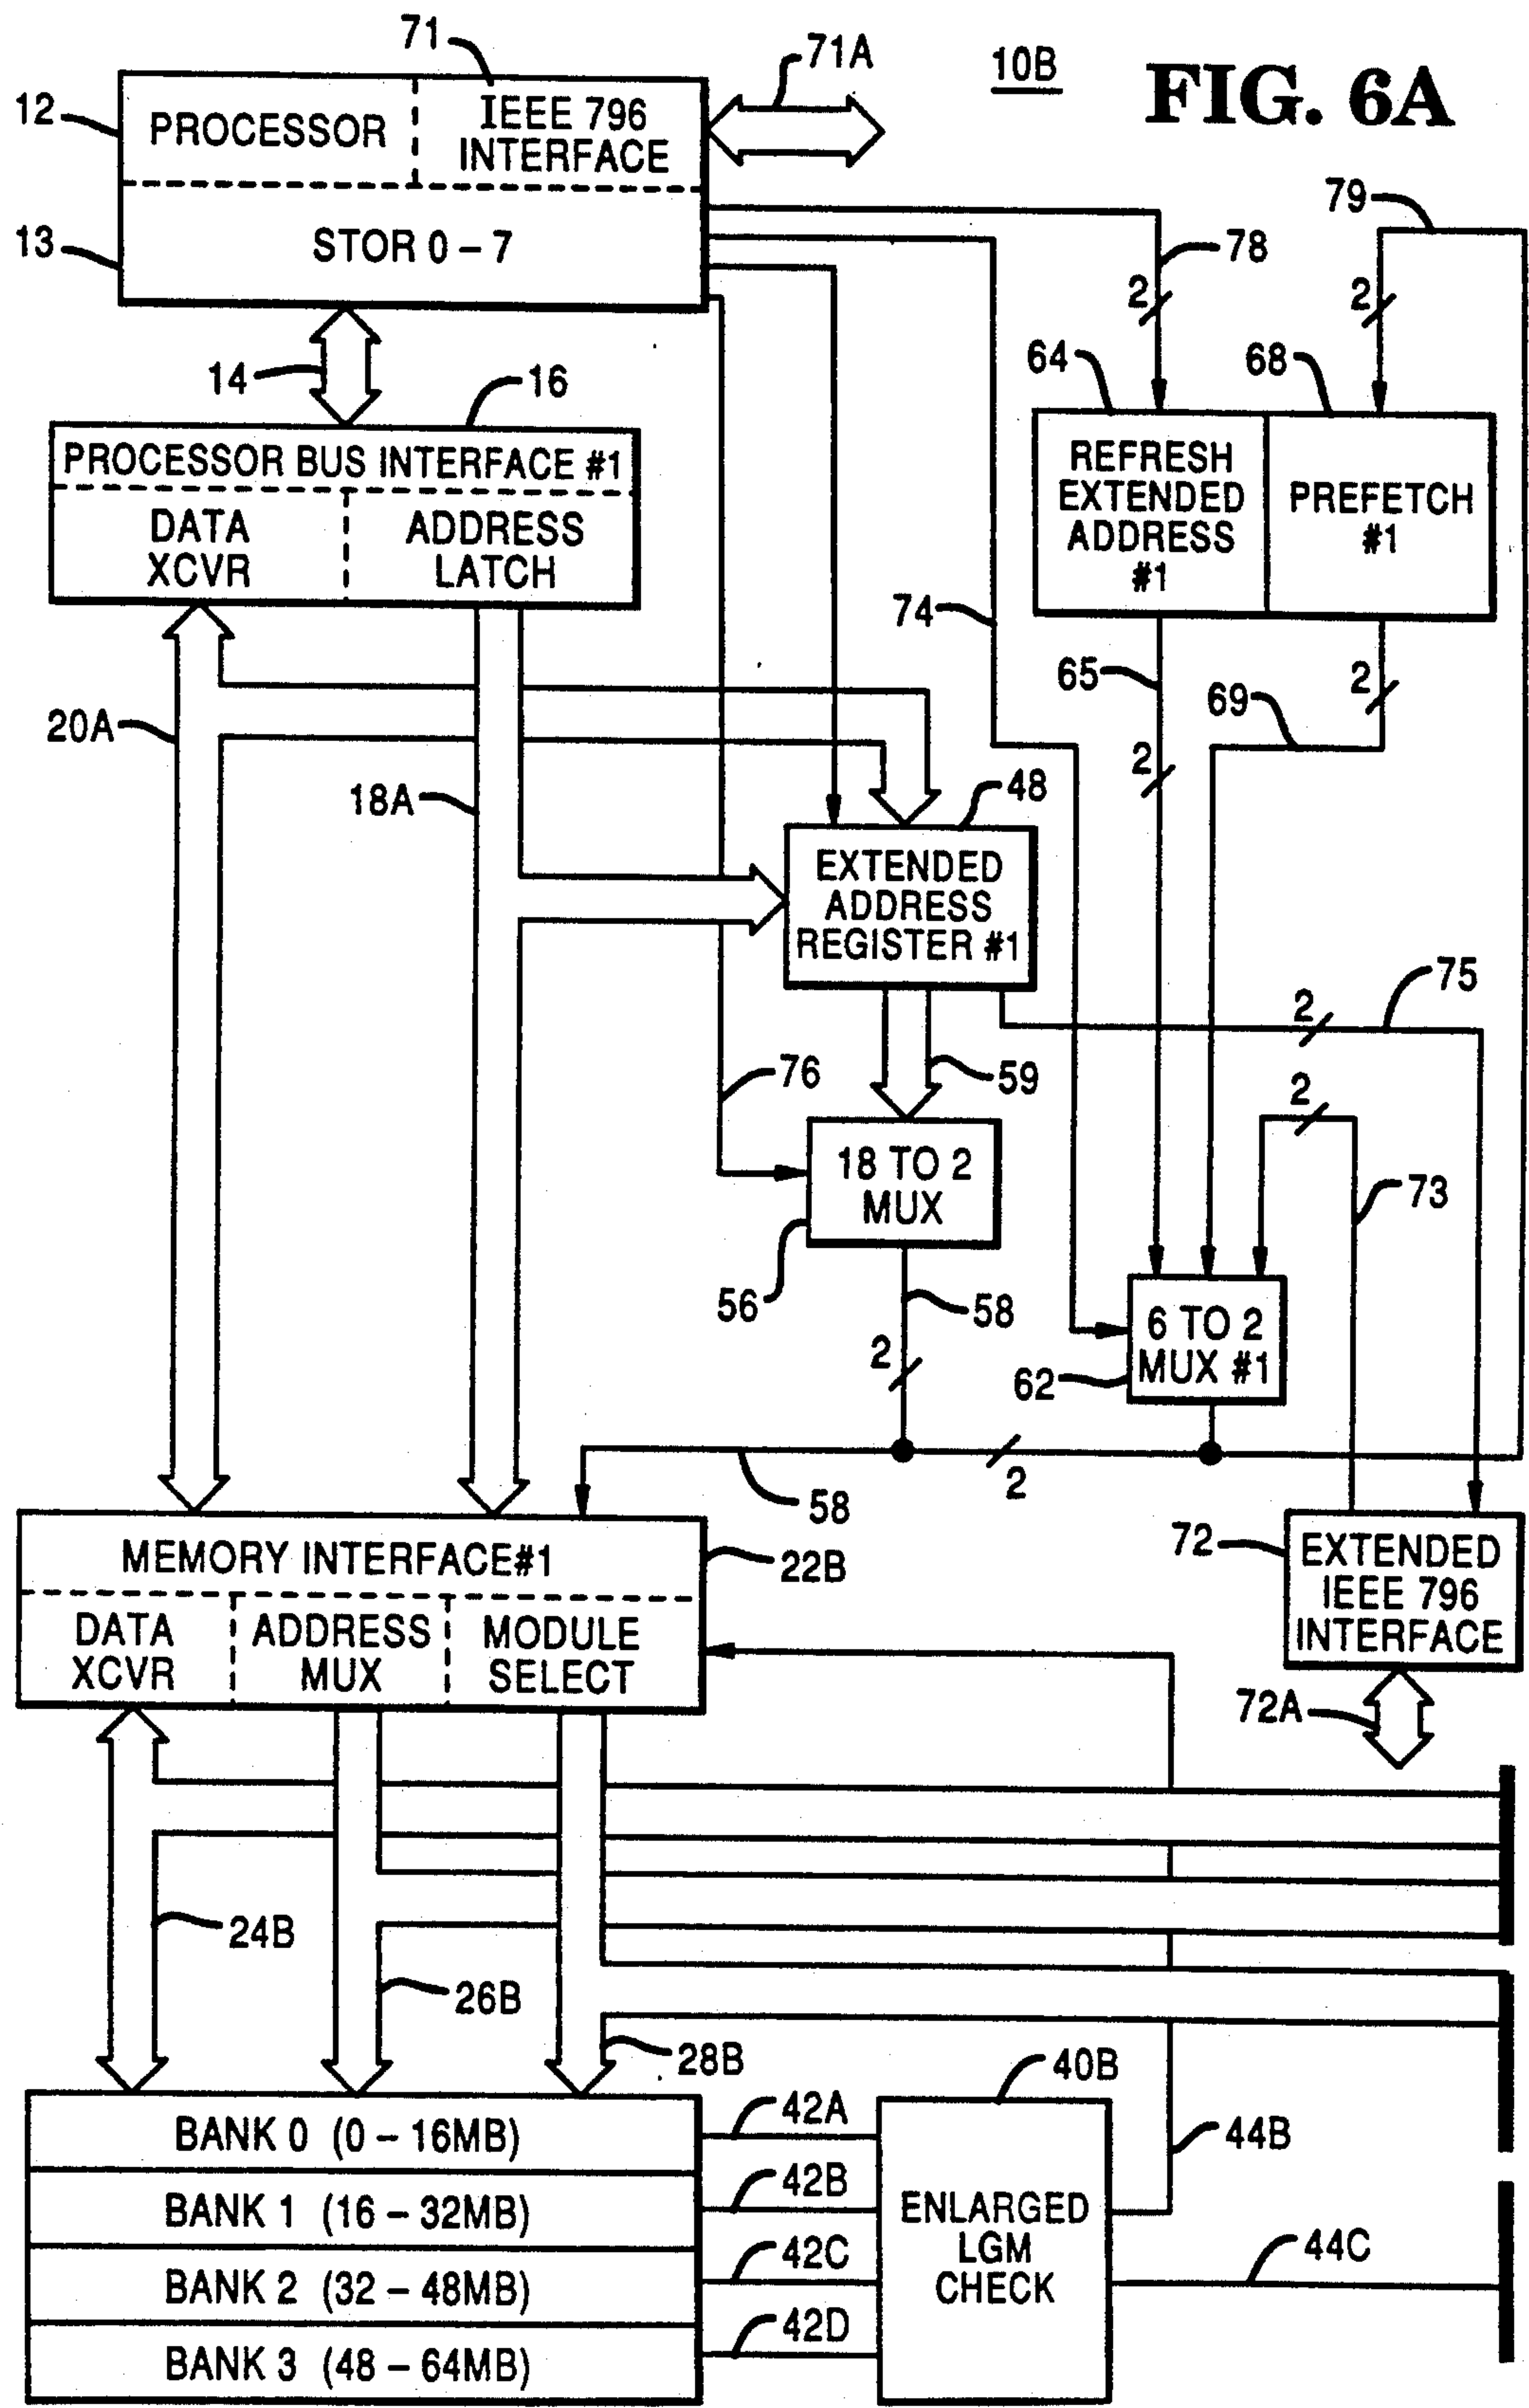 71
71A
10B
FIG. 6A
12
PROCESSOR
IEEE 796
INTERFACE
79
13
STOR 0 – 7
78
2
2
14
16
64
68
PROCESSOR BUS INTERFACE #1
DATA
XCVR
ADDRESS
LATCH
REFRESH
EXTENDED
ADDRESS
#1
PREFETCH
#1
74
65
69
2
2
20A
18A
48
EXTENDED
ADDRESS
REGISTER #1
75
2
76
59
2
18 TO 2
MUX
73
56
58
2
6 TO 2
MUX #1
62
58
2
MEMORY INTERFACE#1
22B
DATA
XCVR
ADDRESS
MUX
MODULE
SELECT
72
EXTENDED
IEEE 796
INTERFACE
72A
24B
26B
28B
40B
BANK 0 (0 – 16MB)
BANK 1 (16 – 32MB)
BANK 2 (32 – 48MB)
BANK 3 (48 – 64MB)
42A
42B
42C
42D
ENLARGED
LGM
CHECK
44B
44C